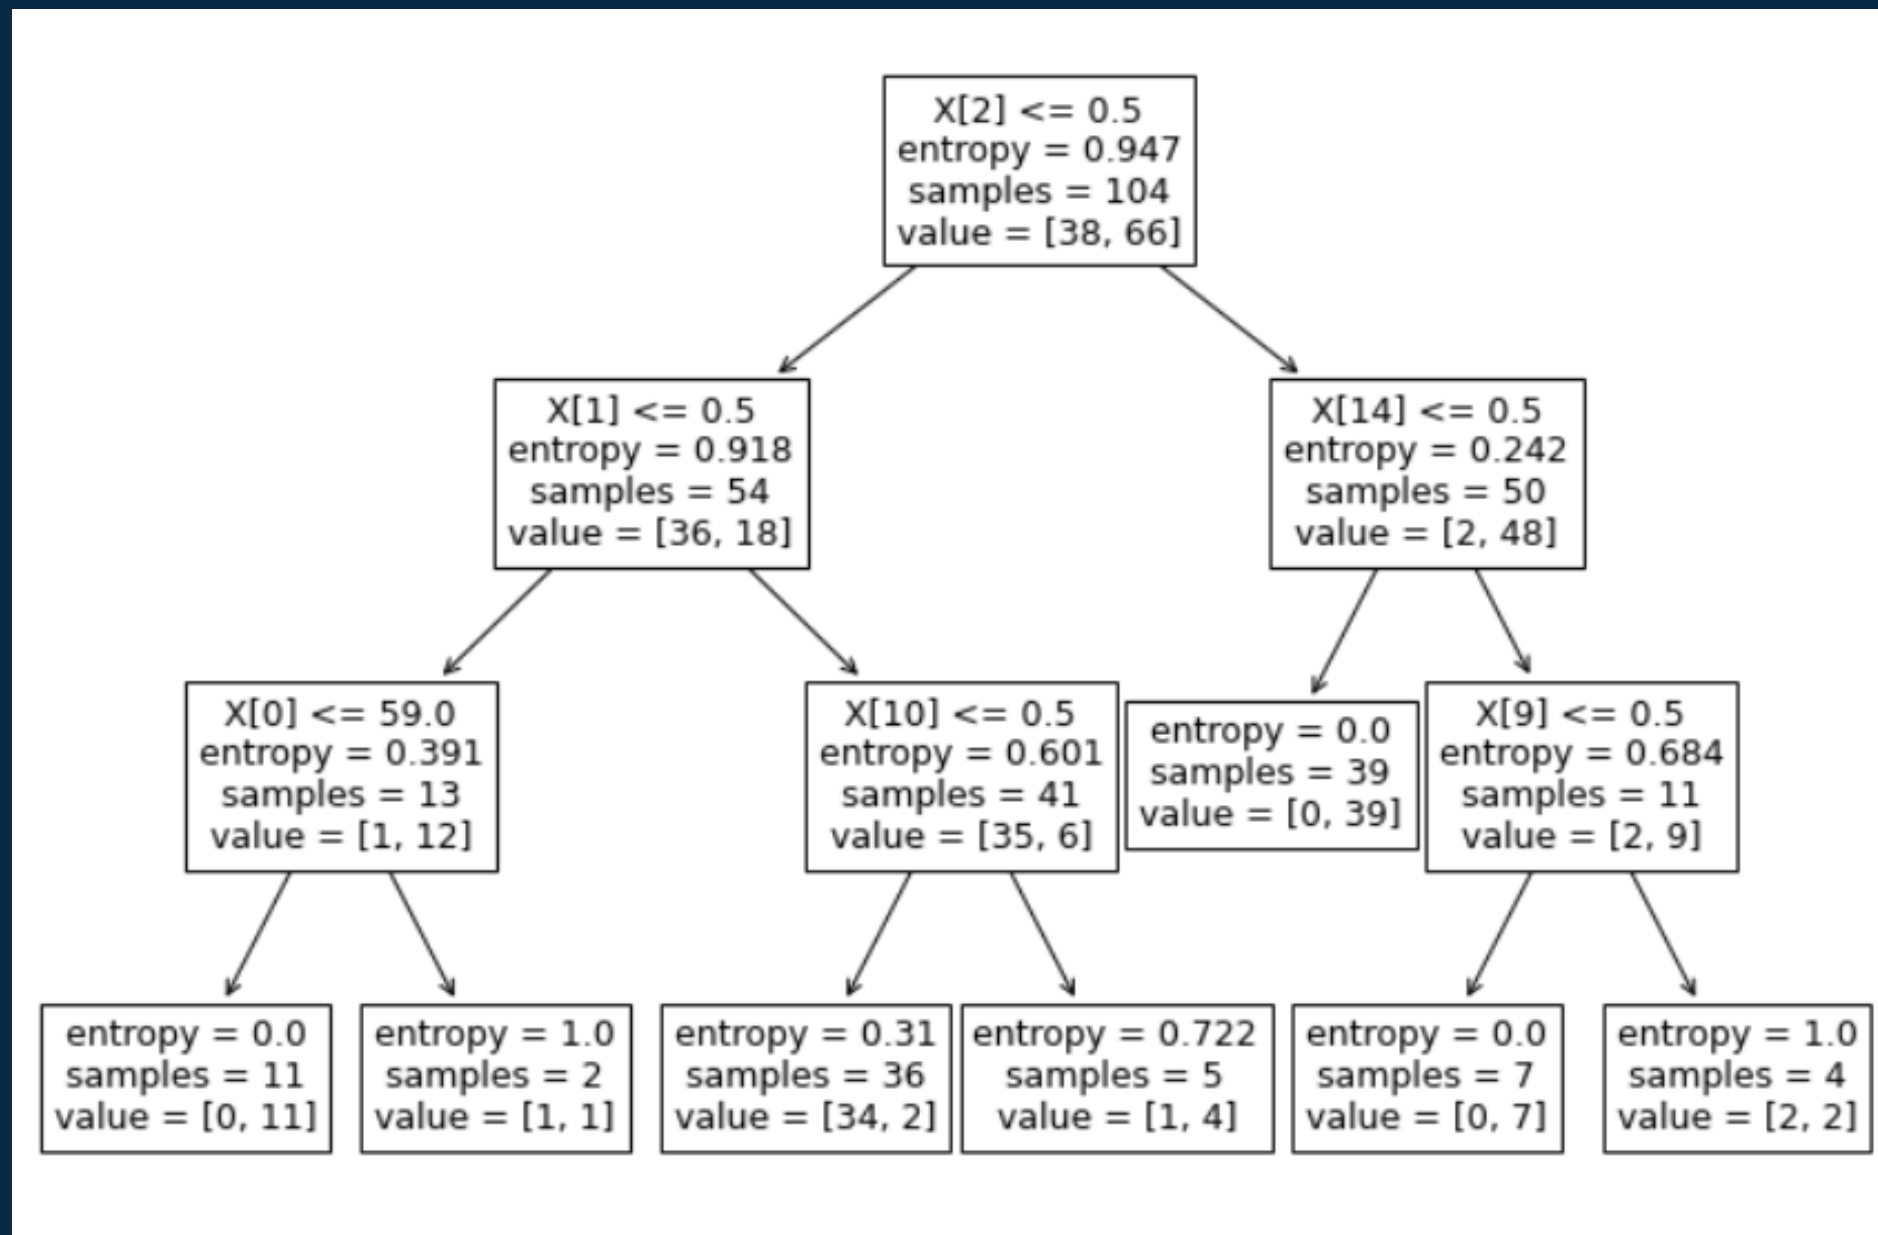 X[2] <= 0.5
entropy = 0.947
samples = 104
value = [38, 66]
X[1] <= 0.5
entropy = 0.918
samples = 54
value = [36, 18]
X[14] <= 0.5
entropy = 0.242
samples = 50
value = [2, 48]
X[0] <= 59.0
entropy = 0.391
samples = 13
value = [1, 12]
X[10] <= 0.5
entropy = 0.601
samples = 41
value = [35, 6]
entropy = 0.0
samples = 39
value = [0, 39]
X[9] <= 0.5
entropy = 0.684
samples = 11
value = [2, 9]
entropy = 0.0
samples = 11
value = [0, 11]
entropy = 1.0
samples = 2
value = [1, 1]
entropy = 0.31
samples = 36
value = [34, 2]
entropy = 0.722
samples = 5
value = [1, 4]
entropy = 0.0
samples = 7
value = [0, 7]
entropy = 1.0
samples = 4
value = [2, 2]